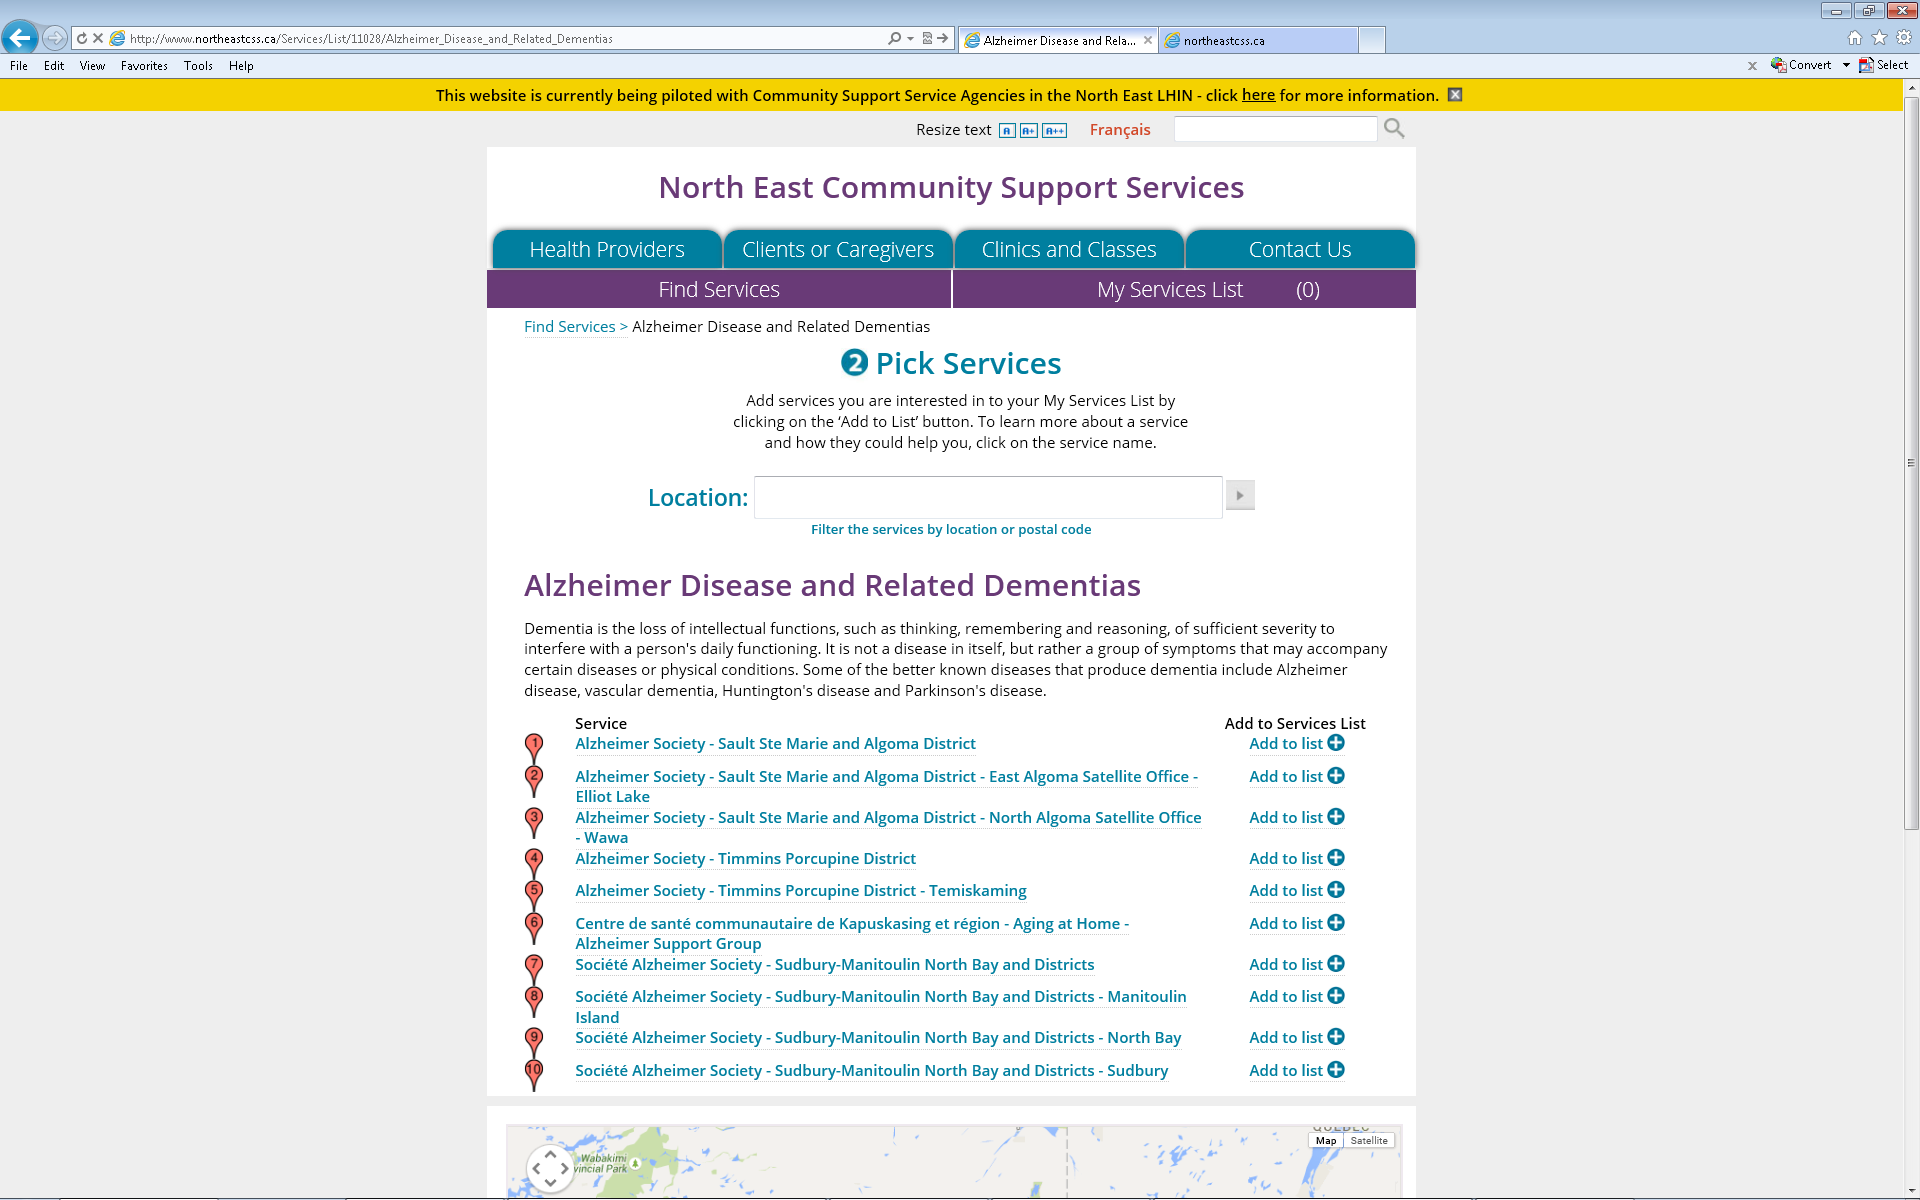 http://www.northeastcss.ca/Services/List/11028/Alzheimer_Disease_and_Related_Dementias
Alzheimer Disease and Rela...
northeastcss.ca
File Edit View Favorites Tools Help
Convert Select
This website is currently being piloted with Community Support Service Agencies in the North East LHIN - click here for more information.
Resize text A A+ A++ Français
North East Community Support Services
Health Providers Clients or Caregivers Clinics and Classes Contact Us
Find Services My Services List (0)
Find Services > Alzheimer Disease and Related Dementias
2 Pick Services
Add services you are interested in to your My Services List by
clicking on the ‘Add to List’ button. To learn more about a service
and how they could help you, click on the service name.
Location:
Filter the services by location or postal code
Alzheimer Disease and Related Dementias
Dementia is the loss of intellectual functions, such as thinking, remembering and reasoning, of sufficient severity to
interfere with a person's daily functioning. It is not a disease in itself, but rather a group of symptoms that may accompany
certain diseases or physical conditions. Some of the better known diseases that produce dementia include Alzheimer
disease, vascular dementia, Huntington's disease and Parkinson's disease.
Service Add to Services List
1 Alzheimer Society - Sault Ste Marie and Algoma District Add to list
2 Alzheimer Society - Sault Ste Marie and Algoma District - East Algoma Satellite Office - Add to list
Elliot Lake
3 Alzheimer Society - Sault Ste Marie and Algoma District - North Algoma Satellite Office Add to list
- Wawa
4 Alzheimer Society - Timmins Porcupine District Add to list
5 Alzheimer Society - Timmins Porcupine District - Temiskaming Add to list
6 Centre de santé communautaire de Kapuskasing et région - Aging at Home - Add to list
Alzheimer Support Group
7 Société Alzheimer Society - Sudbury-Manitoulin North Bay and Districts Add to list
8 Société Alzheimer Society - Sudbury-Manitoulin North Bay and Districts - Manitoulin Add to list
Island
9 Société Alzheimer Society - Sudbury-Manitoulin North Bay and Districts - North Bay Add to list
10 Société Alzheimer Society - Sudbury-Manitoulin North Bay and Districts - Sudbury Add to list
QUEBEC
Map Satellite
Wabakimi
vincial Park